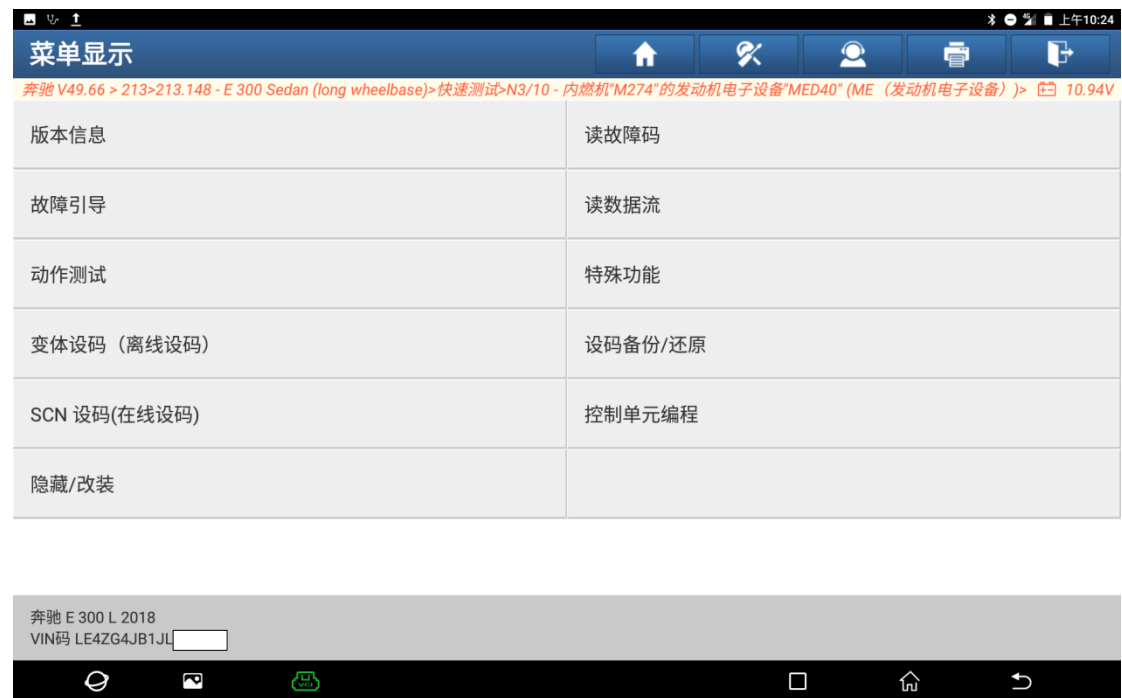 上午10:24
菜单显示
奔驰 V49.66 > 213>213.148 - E 300 Sedan (long wheelbase)>快速测试>N3/10 - 内燃机"M274"的发动机电子设备"MED40" (ME（发动机电子设备）)> 10.94V
版本信息 读故障码
故障引导 读数据流
动作测试 特殊功能
变体设码（离线设码） 设码备份/还原
SCN 设码(在线设码) 控制单元编程
隐藏/改装
奔驰 E 300 L 2018
VIN码 LE4ZG4JB1JL
VCI